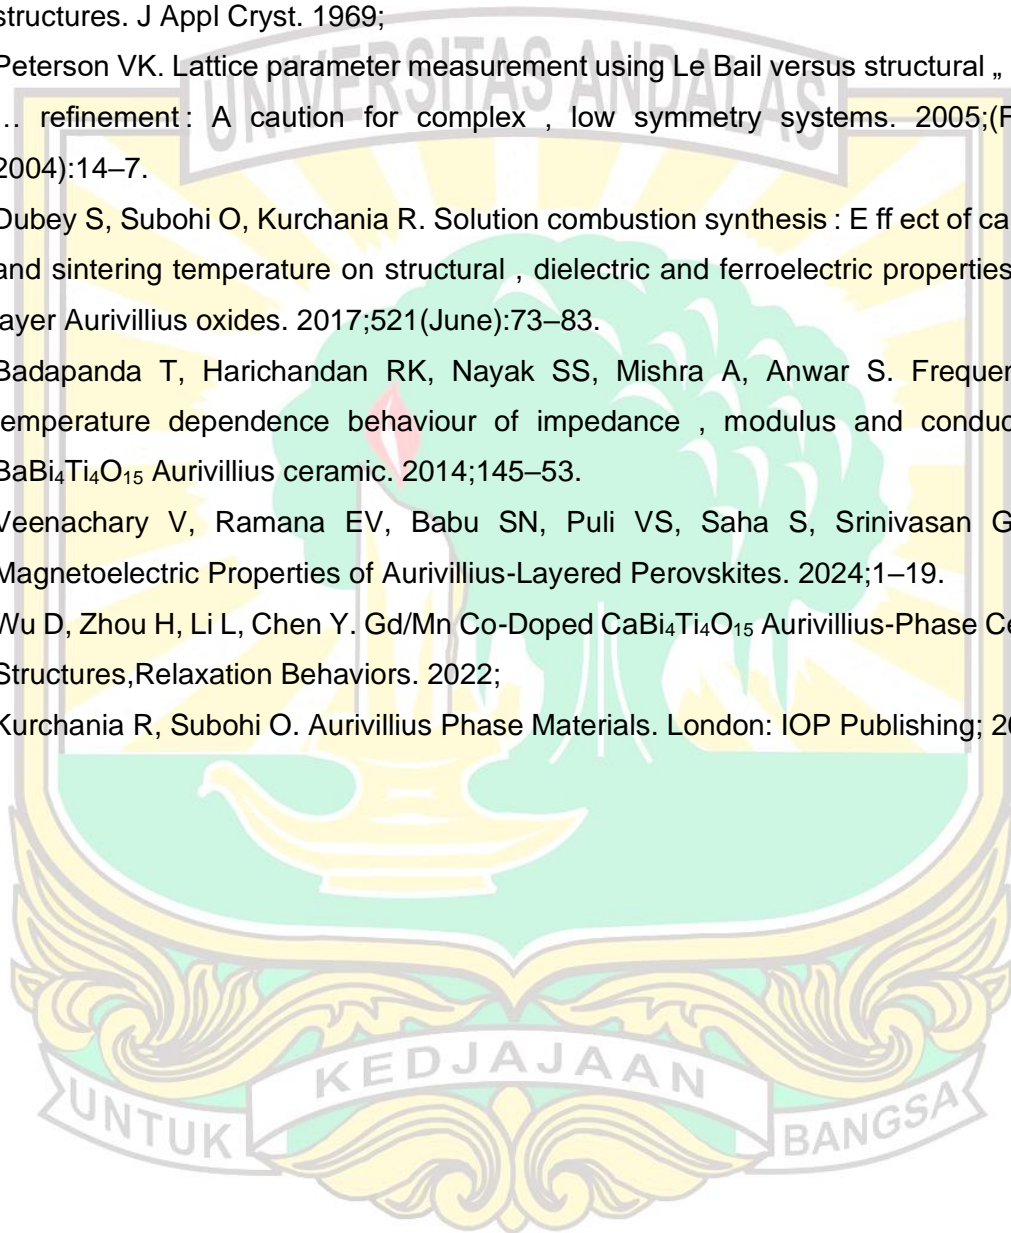 structures. J Appl Cryst. 1969;
Peterson VK. Lattice parameter measurement using Le Bail versus structural „
… refinement : A caution for complex , low symmetry systems. 2005;(F
2004):14–7.
Dubey S, Subohi O, Kurchania R. Solution combustion synthesis : E ff ect of ca
and sintering temperature on structural , dielectric and ferroelectric properties
layer Aurivillius oxides. 2017;521(June):73–83.
Badapanda T, Harichandan RK, Nayak SS, Mishra A, Anwar S. Frequen
temperature dependence behaviour of impedance , modulus and conduc
BaBi₄Ti₄O₁₅ Aurivillius ceramic. 2014;145–53.
Veenachary V, Ramana EV, Babu SN, Puli VS, Saha S, Srinivasan G
Magnetoelectric Properties of Aurivillius-Layered Perovskites. 2024;1–19.
Wu D, Zhou H, Li L, Chen Y. Gd/Mn Co-Doped CaBi₄Ti₄O₁₅ Aurivillius-Phase Ce
Structures,Relaxation Behaviors. 2022;
Kurchania R, Subohi O. Aurivillius Phase Materials. London: IOP Publishing; 20
UNIVERSITAS ANDALAS
UNTUK KEDJAJAAN BANGSA